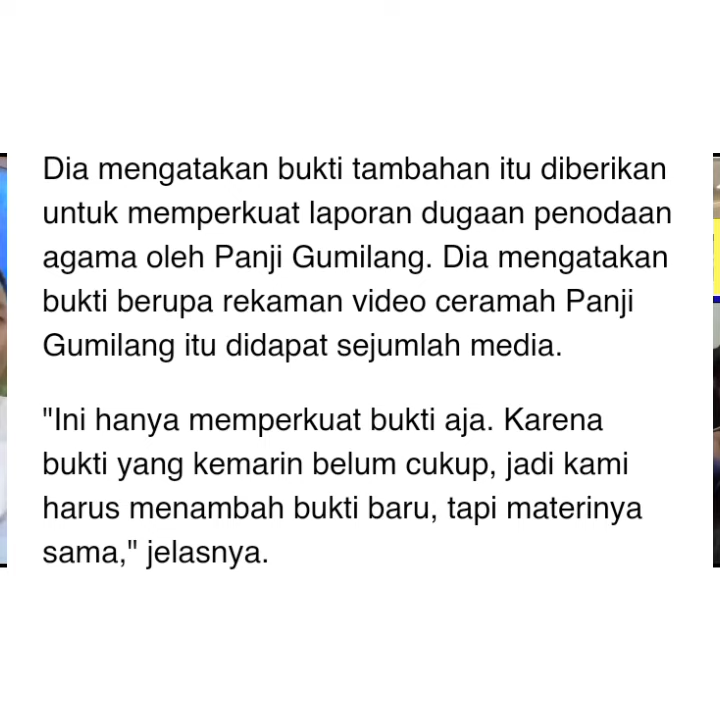 Dia mengatakan bukti tambahan itu diberikan
untuk memperkuat laporan dugaan penodaan
agama oleh Panji Gumilang. Dia mengatakan
bukti berupa rekaman video ceramah Panji
Gumilang itu didapat sejumlah media.
"Ini hanya memperkuat bukti aja. Karena
bukti yang kemarin belum cukup, jadi kami
harus menambah bukti baru, tapi materinya
sama," jelasnya.